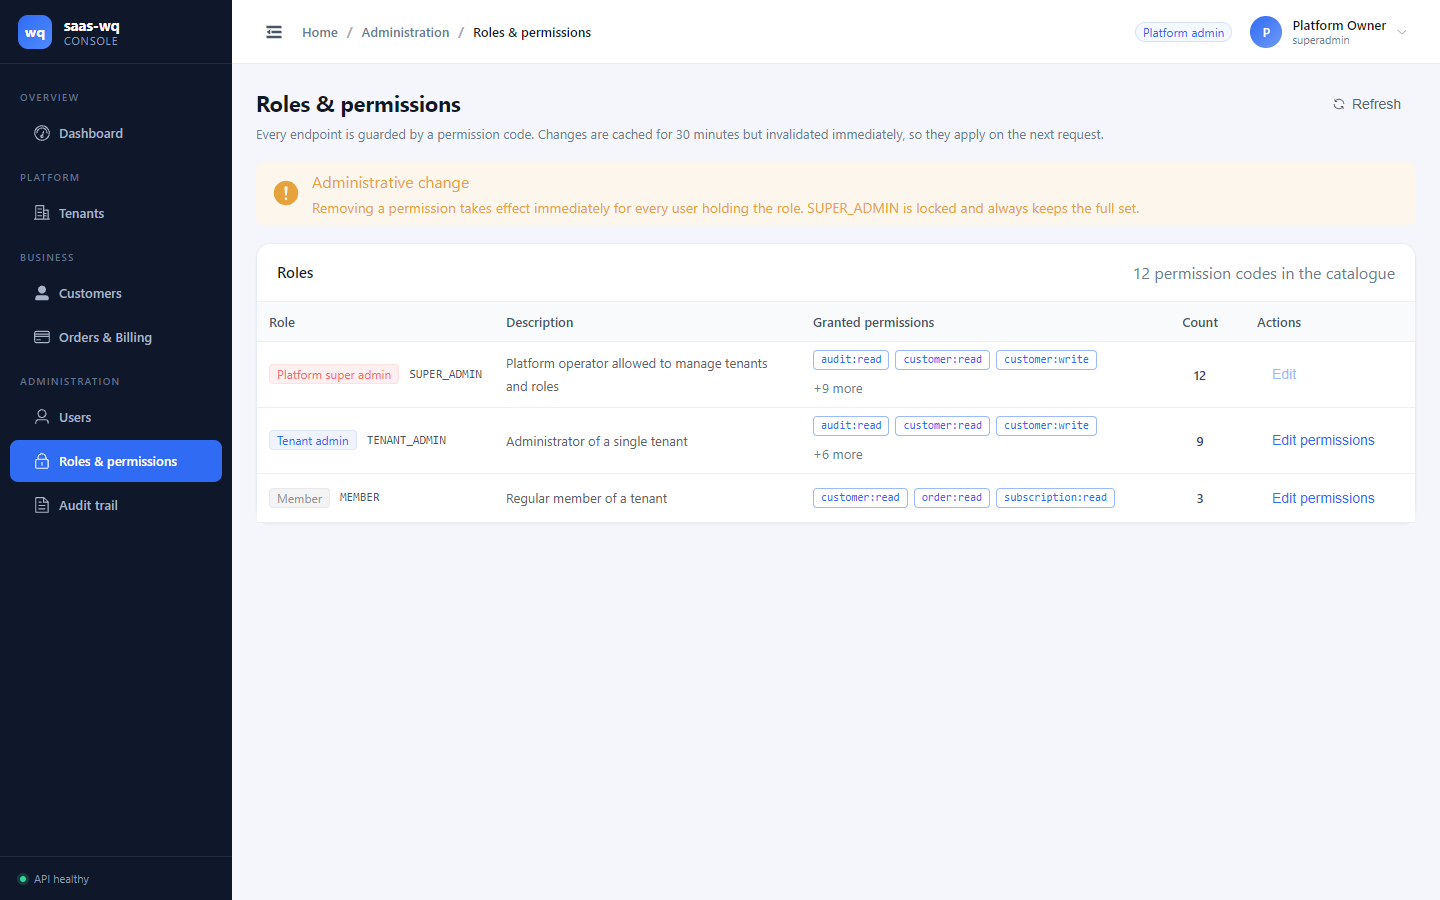 wq
saas-wq
CONSOLE
Home / Administration / Roles & permissions
Platform admin
P
Platform Owner
superadmin
OVERVIEW
Dashboard
PLATFORM
Tenants
BUSINESS
Customers
Orders & Billing
ADMINISTRATION
Users
Roles & permissions
Audit trail
API healthy
Roles & permissions
Refresh
Every endpoint is guarded by a permission code. Changes are cached for 30 minutes but invalidated immediately, so they apply on the next request.
Administrative change
Removing a permission takes effect immediately for every user holding the role. SUPER_ADMIN is locked and always keeps the full set.
Roles
12 permission codes in the catalogue
Role Description Granted permissions Count Actions
Platform super admin SUPER_ADMIN
Platform operator allowed to manage tenants
and roles
audit:read customer:read customer:write
+9 more
12
Edit
Tenant admin TENANT_ADMIN
Administrator of a single tenant
audit:read customer:read customer:write
+6 more
9
Edit permissions
Member MEMBER
Regular member of a tenant
customer:read order:read subscription:read
3
Edit permissions